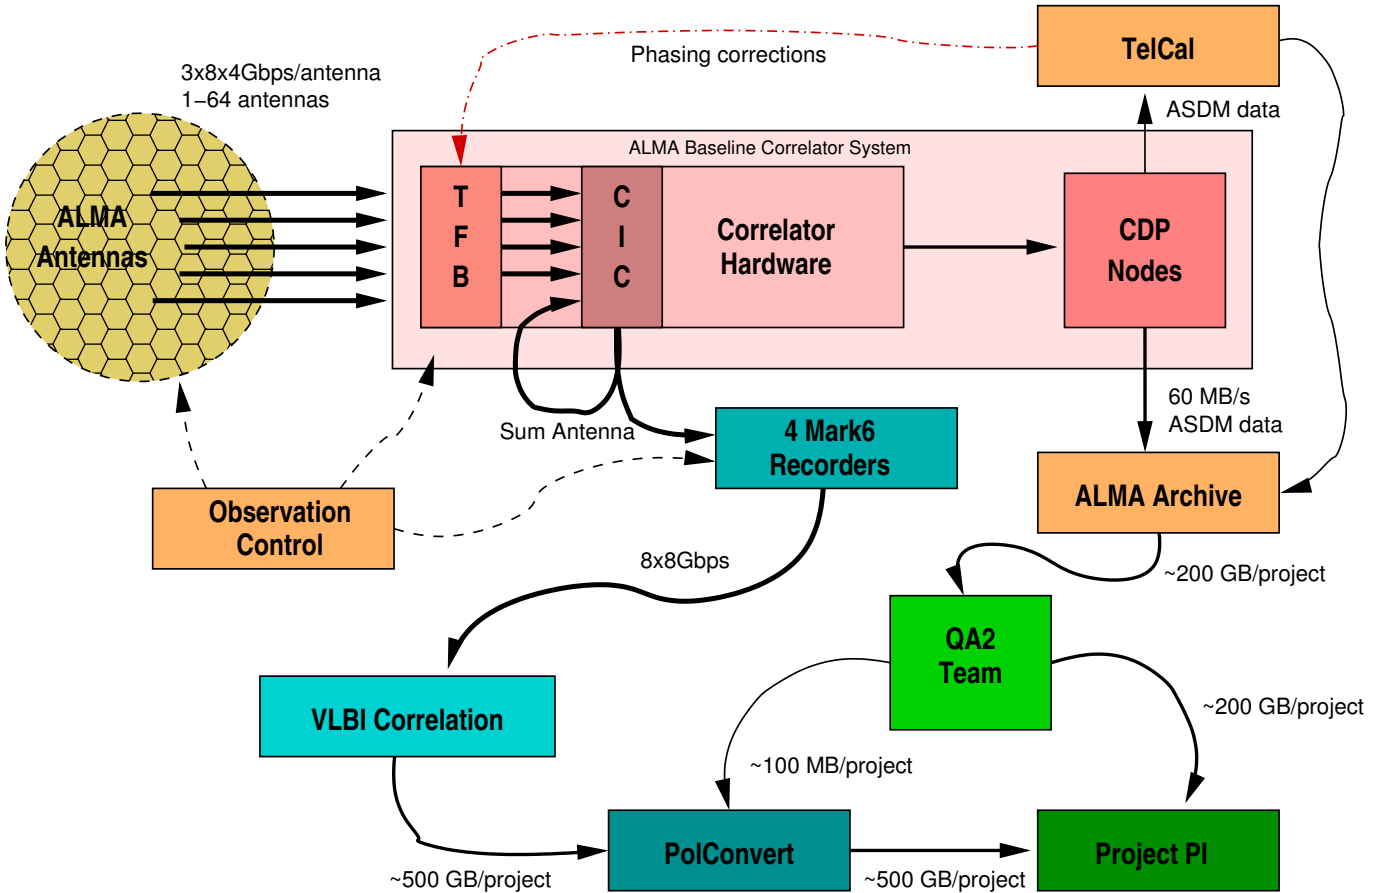 TelCal
Phasing corrections
3x8x4Gbps/antenna
1−64 antennas
ASDM data
ALMA Baseline Correlator System
ALMA
Antennas
T
F
B
C
I
C
Correlator
Hardware
CDP
Nodes
60 MB/s
ASDM data
Sum Antenna
4 Mark6
Recorders
ALMA Archive
Observation
Control
8x8Gbps
~200 GB/project
QA2
Team
VLBI Correlation
~200 GB/project
~100 MB/project
PolConvert
Project PI
~500 GB/project
~500 GB/project